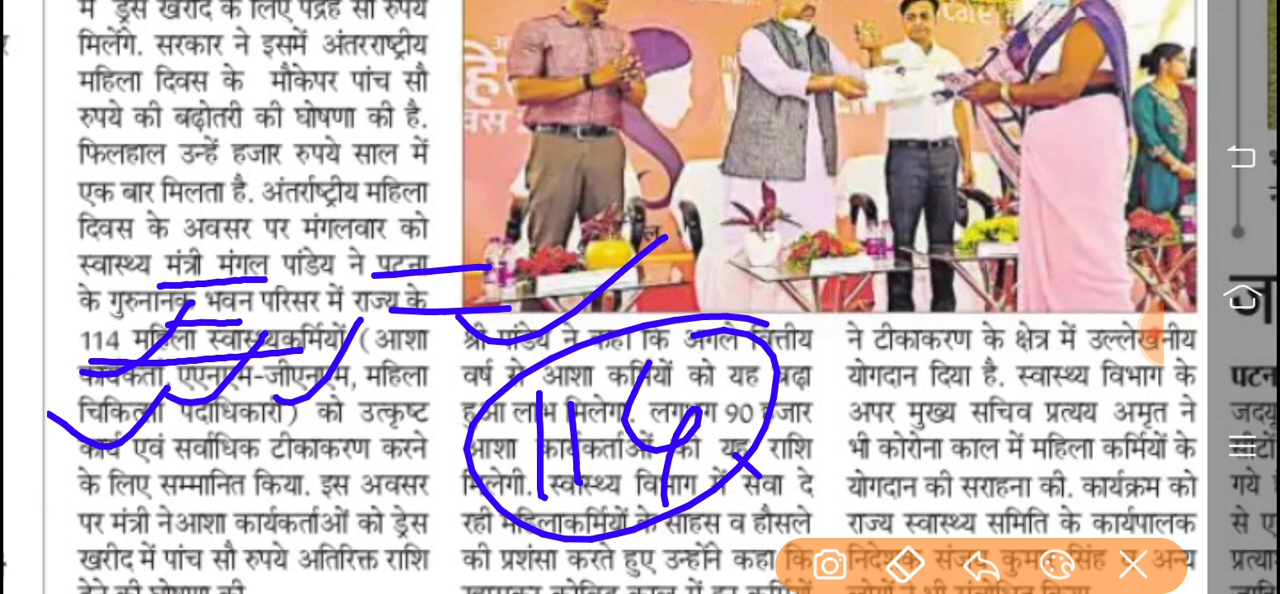 में ड्रेस खरीद के लिए पंद्रह सौ रुपये
मिलेंगे. सरकार ने इसमें अंतरराष्ट्रीय
महिला दिवस के मौकेपर पांच सौ
रुपये की बढ़ोतरी की घोषणा की है.
फिलहाल उन्हें हजार रुपये साल में
एक बार मिलता है. अंतर्राष्ट्रीय महिला
दिवस के अवसर पर मंगलवार को
स्वास्थ्य मंत्री मंगल पांडेय ने पटना
के गुरुनानक भवन परिसर में राज्य के
114 महिला स्वास्थ्यकर्मियों (आशा
कार्यकर्ता एएनएम-जीएनएम, महिला
चिकित्सा पदाधिकारी) को उत्कृष्ट
कार्य एवं सर्वाधिक टीकाकरण करने
के लिए सम्मानित किया. इस अवसर
पर मंत्री ने आशा कार्यकर्ताओं को ड्रेस
खरीद में पांच सौ रुपये अतिरिक्त राशि
देने की घोषणा की
श्री पांडेय ने कहा कि अगले वित्तीय
वर्ष से आशा कर्मियों को यह बढ़ा
हुआ लाभ मिलेगा. लगभग 90 हजार
आशा कार्यकर्ताओं को यह राशि
मिलेगी. स्वास्थ्य विभाग में सेवा दे
रही महिलाकर्मियों के साहस व हौसले
की प्रशंसा करते हुए उन्होंने कहा कि
114
ने टीकाकरण के क्षेत्र में उल्लेखनीय
योगदान दिया है. स्वास्थ्य विभाग के
अपर मुख्य सचिव प्रत्यय अमृत ने
भी कोरोना काल में महिला कर्मियों के
योगदान की सराहना की. कार्यक्रम को
राज्य स्वास्थ्य समिति के कार्यपालक
निदेशक संजय कुमार सिंह व अन्य
पटन
गये
से ए